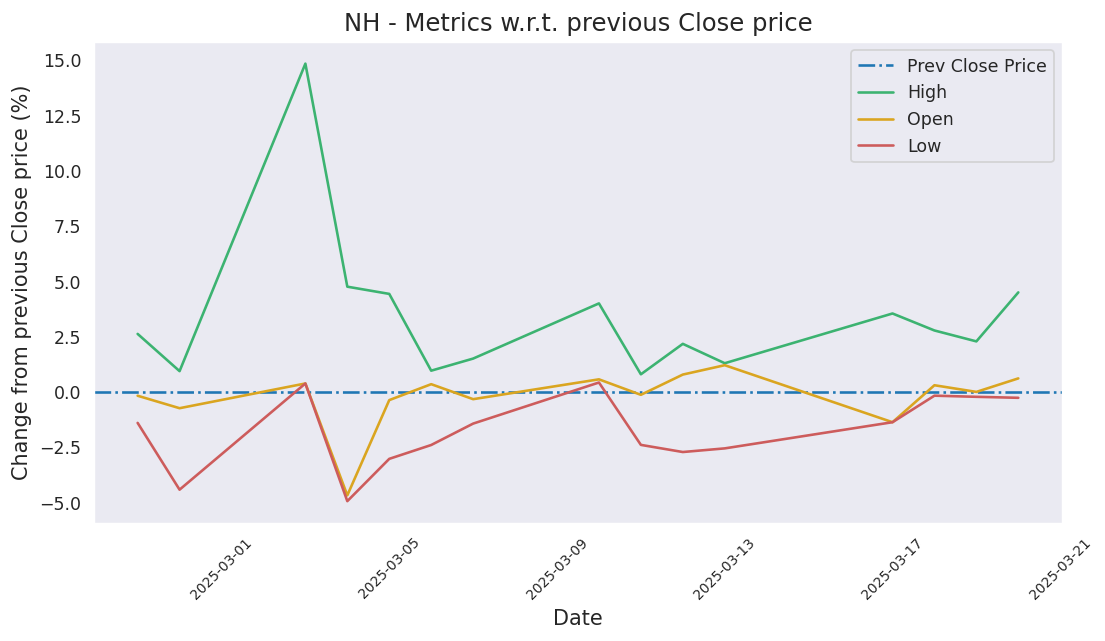 NH - Metrics w.r.t. previous Close price
Change from previous Close price (%)
15.0
12.5
10.0
7.5
5.0
2.5
0.0
−2.5
−5.0
Prev Close Price
High
Open
Low
2025-03-01
2025-03-05
2025-03-09
2025-03-13
2025-03-17
2025-03-21
Date